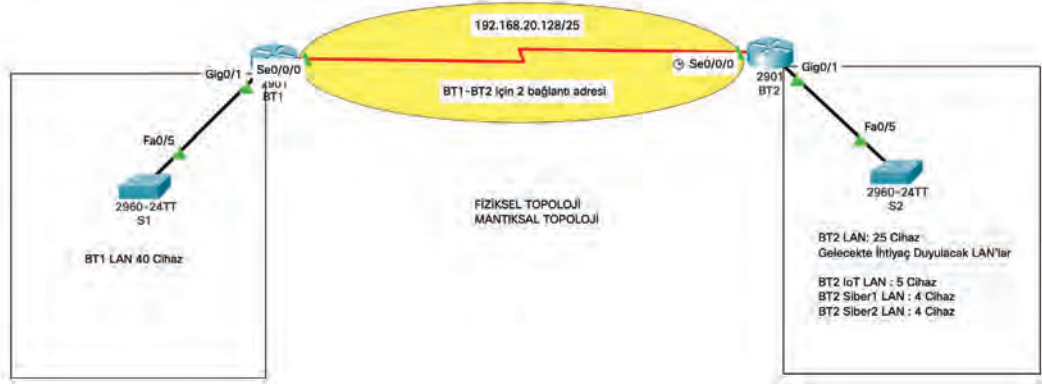 192.168.20.128/25
Gig0/1
Se0/0/0
2901
BT1
BT1-BT2 için 2 bağlantı adresi
Se0/0/0
Gig0/1
2901
BT2
Fa0/5
2960-24TT
S1
BT1 LAN 40 Cihaz
FİZİKSEL TOPOLOJİ
MANTIKSAL TOPOLOJİ
Fa0/5
2960-24TT
S2
BT2 LAN: 25 Cihaz
Gelecekte İhtiyaç Duyulacak LAN'lar
BT2 IoT LAN : 5 Cihaz
BT2 Siber1 LAN : 4 Cihaz
BT2 Siber2 LAN : 4 Cihaz